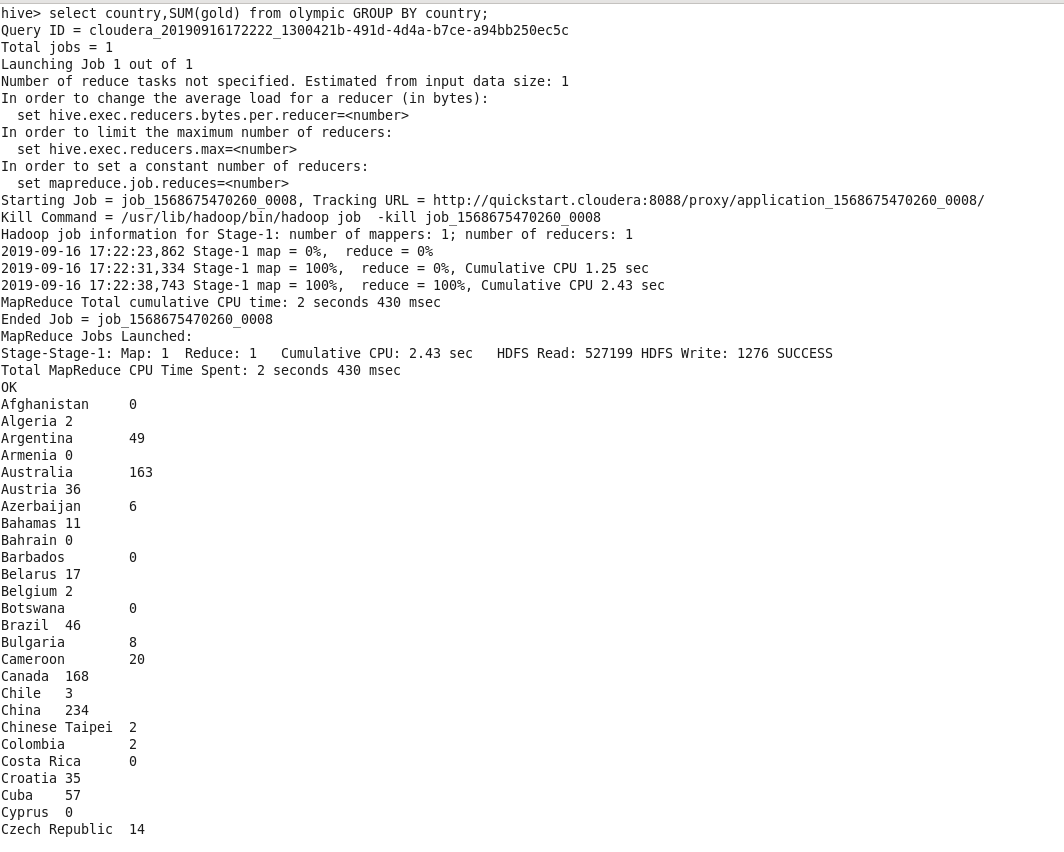 hive> select country,SUM(gold) from olympic GROUP BY country;
Query ID = cloudera_20190916172222_1300421b-491d-4d4a-b7ce-a94bb250ec5c
Total jobs = 1
Launching Job 1 out of 1
Number of reduce tasks not specified. Estimated from input data size: 1
In order to change the average load for a reducer (in bytes):
  set hive.exec.reducers.bytes.per.reducer=<number>
In order to limit the maximum number of reducers:
  set hive.exec.reducers.max=<number>
In order to set a constant number of reducers:
  set mapreduce.job.reduces=<number>
Starting Job = job_1568675470260_0008, Tracking URL = http://quickstart.cloudera:8088/proxy/application_1568675470260_0008/
Kill Command = /usr/lib/hadoop/bin/hadoop job  -kill job_1568675470260_0008
Hadoop job information for Stage-1: number of mappers: 1; number of reducers: 1
2019-09-16 17:22:23,862 Stage-1 map = 0%,  reduce = 0%
2019-09-16 17:22:31,334 Stage-1 map = 100%,  reduce = 0%, Cumulative CPU 1.25 sec
2019-09-16 17:22:38,743 Stage-1 map = 100%,  reduce = 100%, Cumulative CPU 2.43 sec
MapReduce Total cumulative CPU time: 2 seconds 430 msec
Ended Job = job_1568675470260_0008
MapReduce Jobs Launched:
Stage-Stage-1: Map: 1  Reduce: 1   Cumulative CPU: 2.43 sec   HDFS Read: 527199 HDFS Write: 1276 SUCCESS
Total MapReduce CPU Time Spent: 2 seconds 430 msec
OK
Afghanistan     0
Algeria 2
Argentina       49
Armenia 0
Australia       163
Austria 36
Azerbaijan      6
Bahamas 11
Bahrain 0
Barbados        0
Belarus 17
Belgium 2
Botswana        0
Brazil  46
Bulgaria        8
Cameroon        20
Canada  168
Chile   3
China   234
Chinese Taipei  2
Colombia        2
Costa Rica      0
Croatia 35
Cuba    57
Cyprus  0
Czech Republic  14